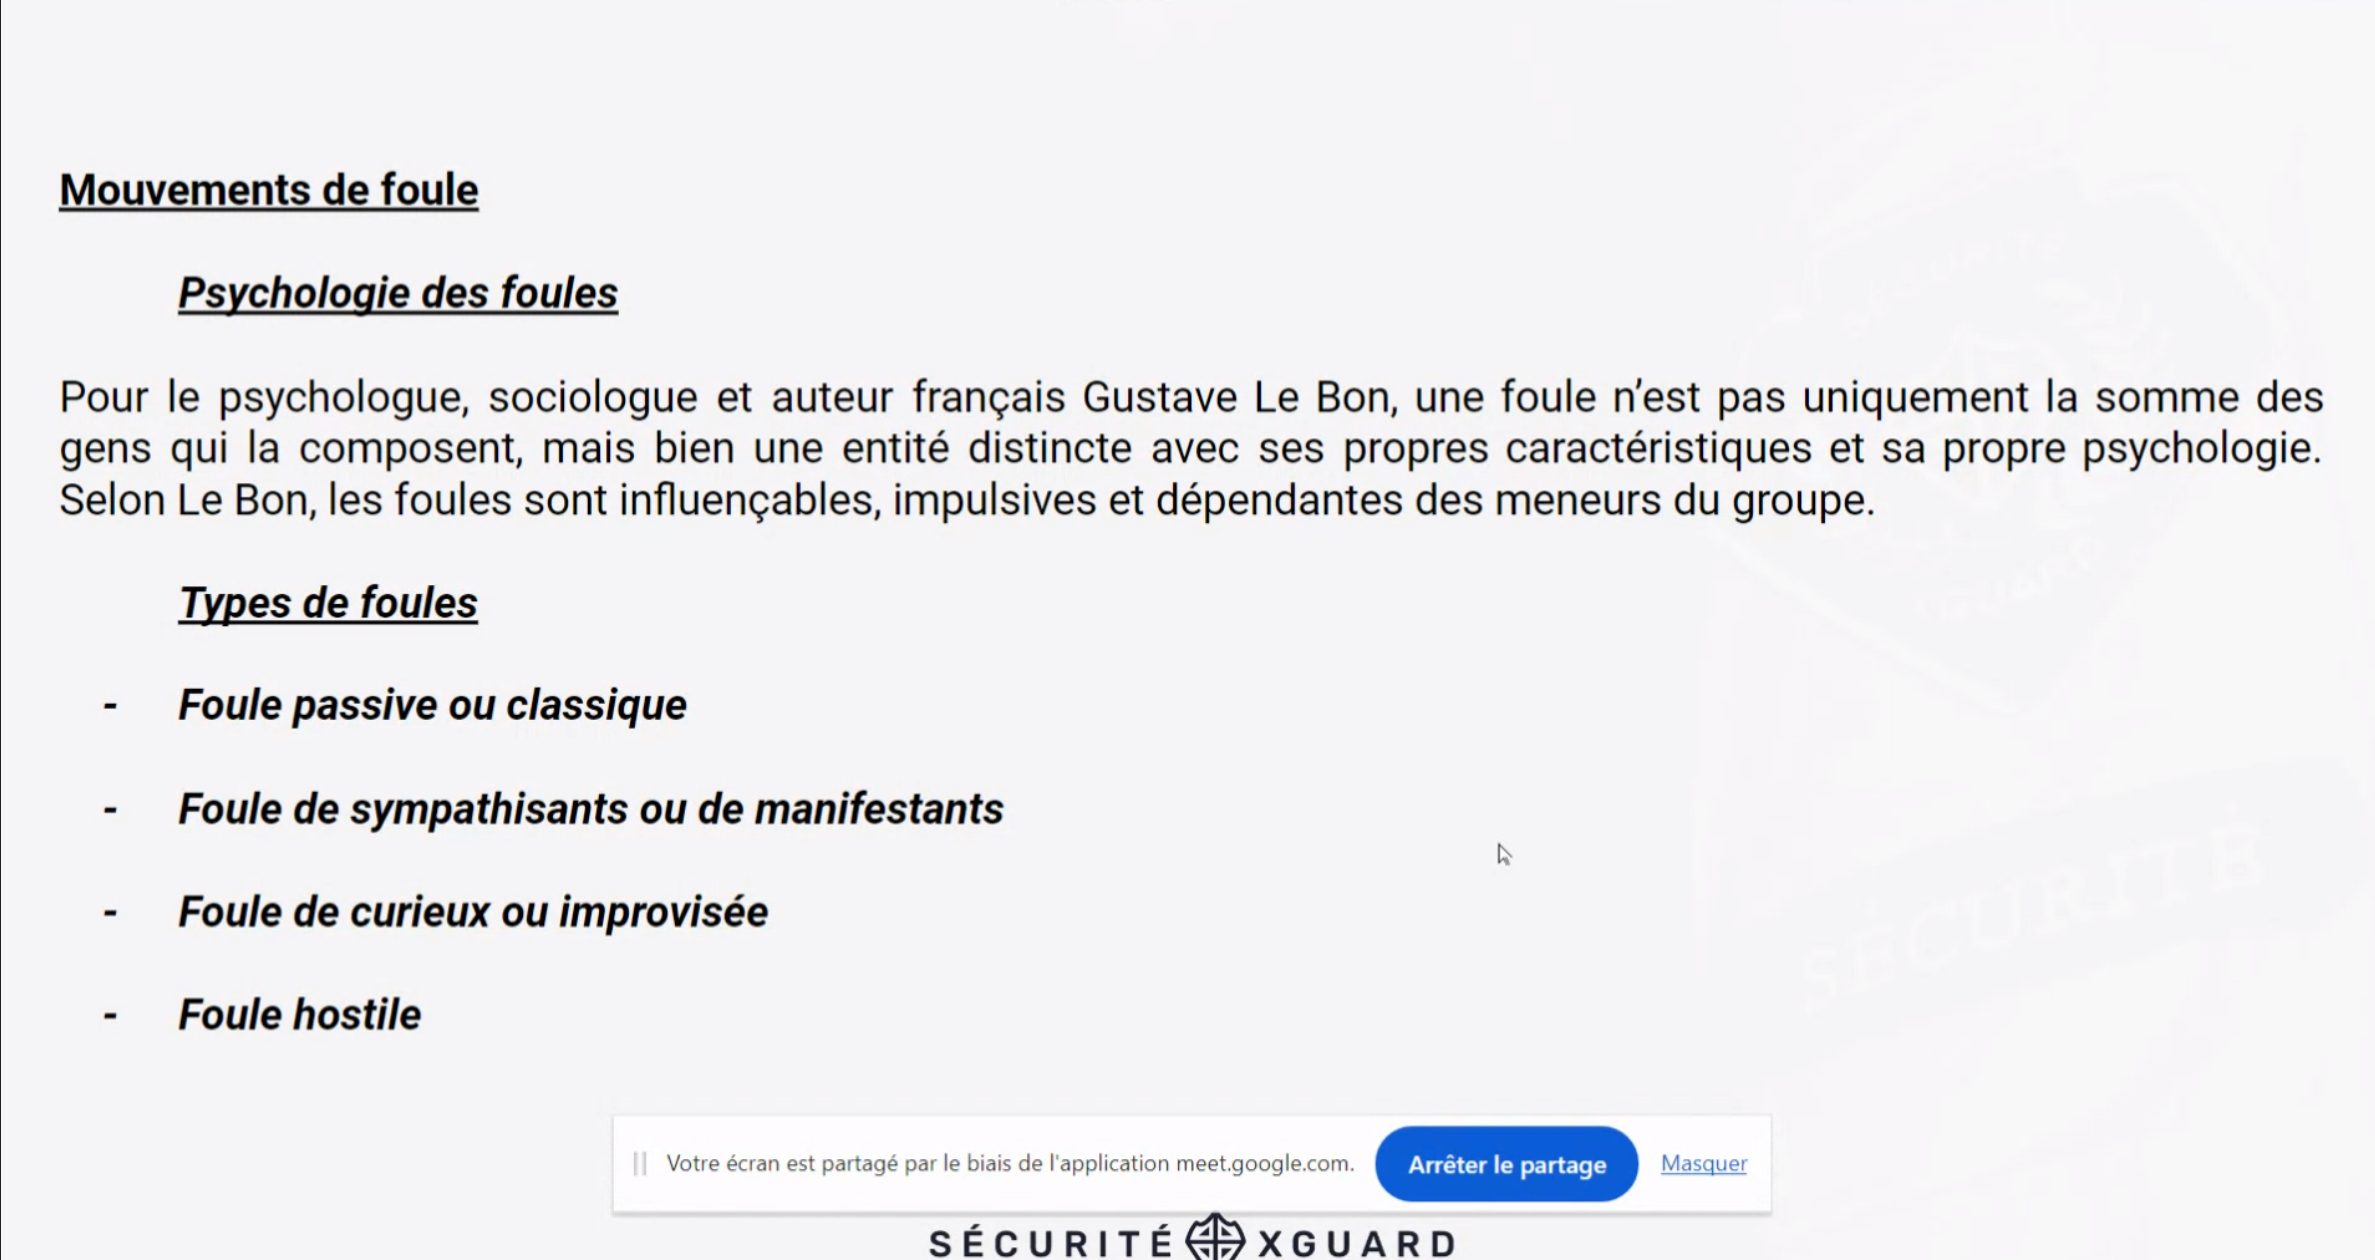 Mouvements de foule
Psychologie des foules
Pour le psychologue, sociologue et auteur français Gustave Le Bon, une foule n’est pas uniquement la somme des
gens qui la composent, mais bien une entité distincte avec ses propres caractéristiques et sa propre psychologie.
Selon Le Bon, les foules sont influençables, impulsives et dépendantes des meneurs du groupe.
Types de foules
- Foule passive ou classique
- Foule de sympathisants ou de manifestants
- Foule de curieux ou improvisée
- Foule hostile
SÉCURITÉ
Votre écran est partagé par le biais de l'application meet.google.com. Arrêter le partage Masquer
SÉCURITÉ XGUARD